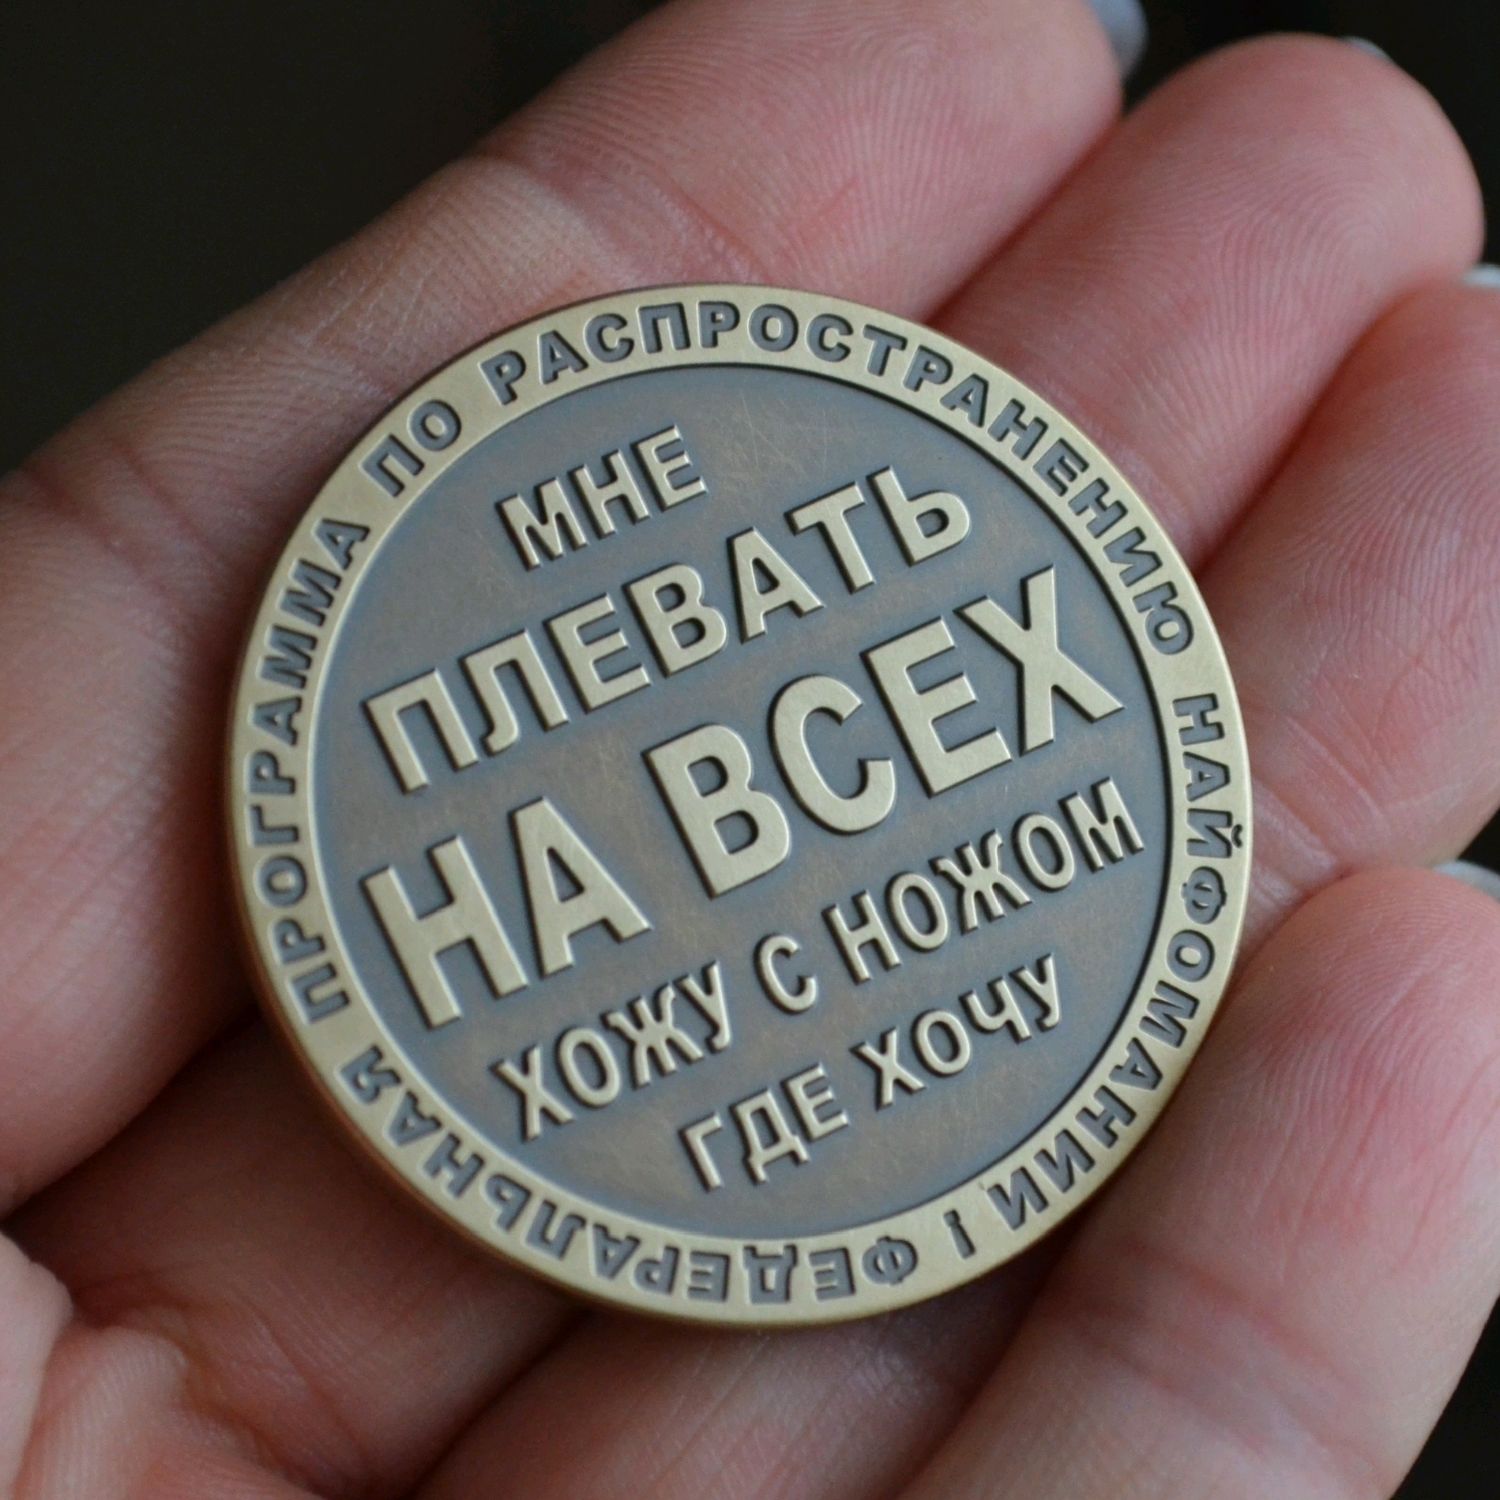 ФЕДЕРАЛЬНАЯ ПРОГРАММА ПО РАСПРОСТРАНЕНИЮ НАЙФОМАНИИ !
МНЕ
ПЛЕВАТЬ
НА ВСЕХ
ХОЖУ С НОЖОМ
ГДЕ ХОЧУ